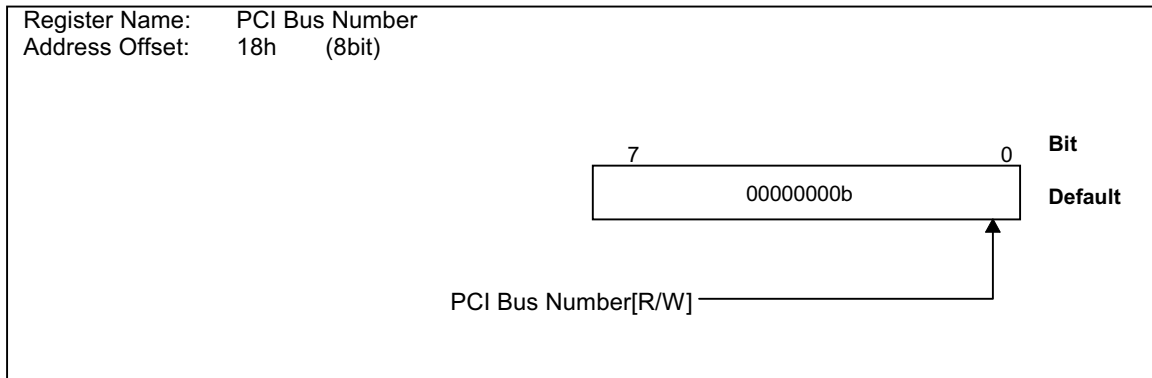 Register Name: PCI Bus Number
Address Offset: 18h (8bit)
7 0 Bit
00000000b Default
PCI Bus Number[R/W]